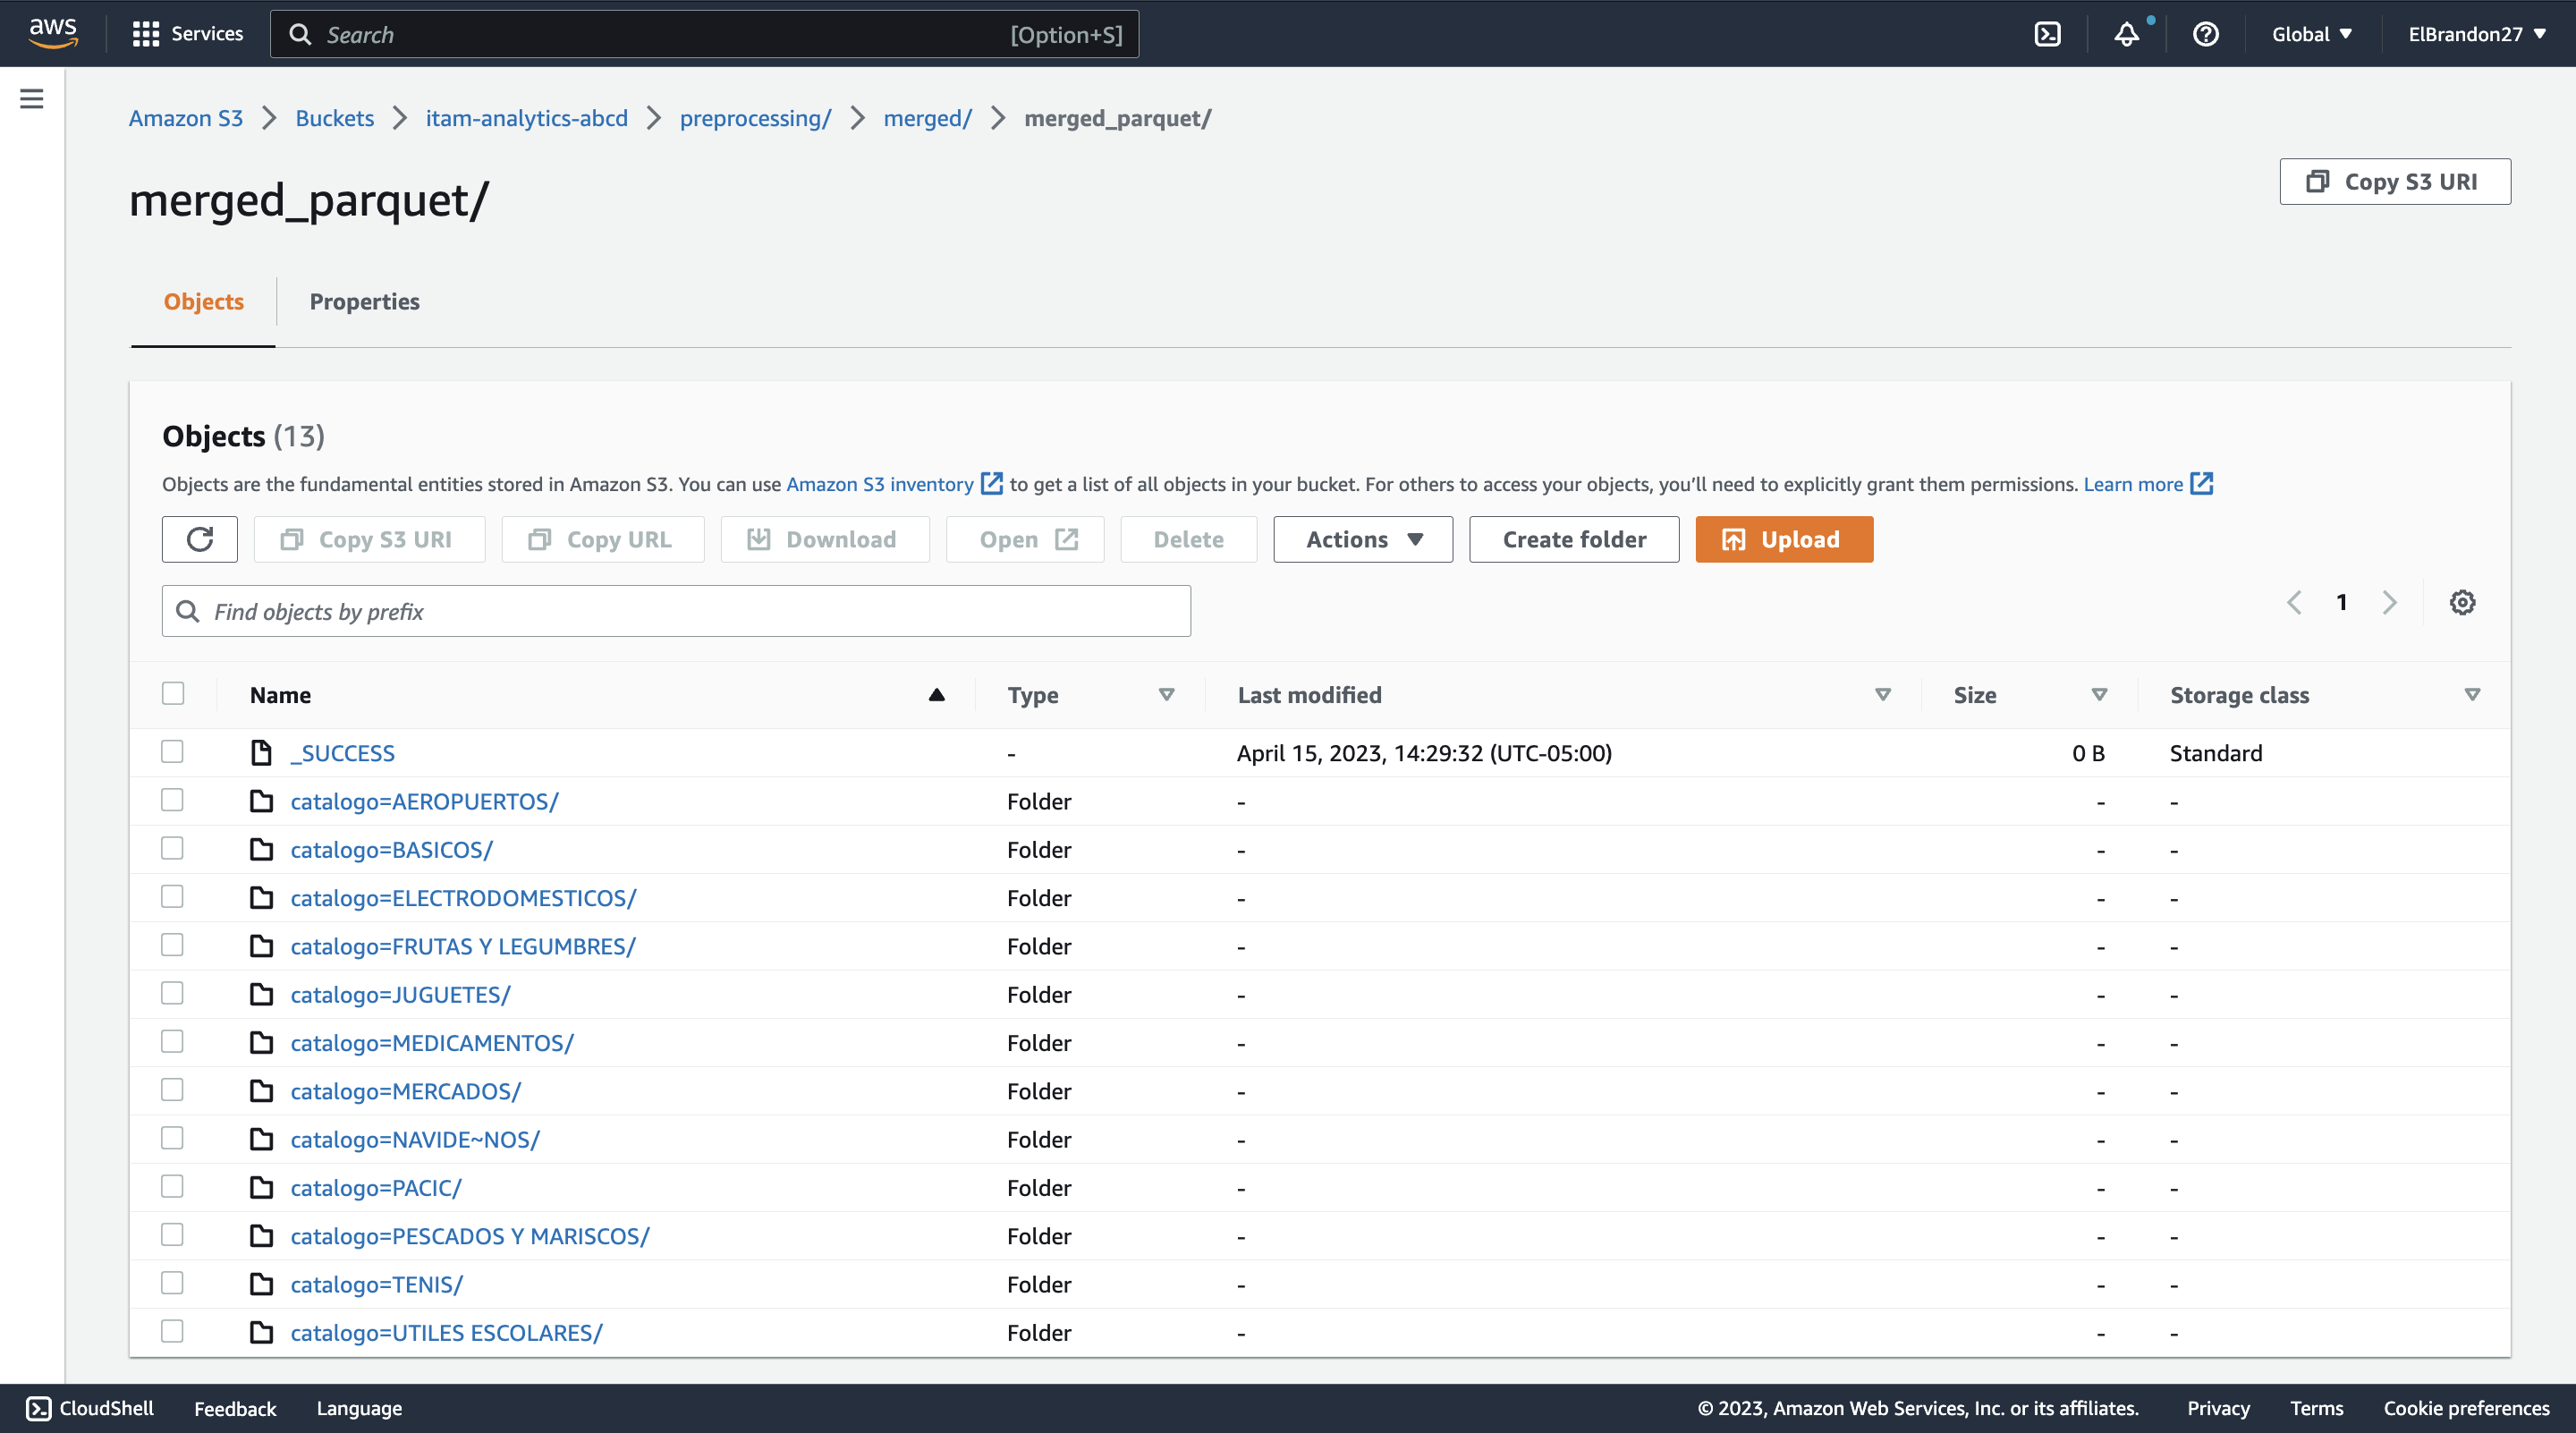 aws Services Search [Option+S] Global ElBrandon27
Amazon S3 Buckets itam-analytics-abcd preprocessing/ merged/ merged_parquet/
merged_parquet/ Copy S3 URI
Objects Properties
Objects (13)
Objects are the fundamental entities stored in Amazon S3. You can use Amazon S3 inventory to get a list of all objects in your bucket. For others to access your objects, you’ll need to explicitly grant them permissions. Learn more
Copy S3 URI Copy URL Download Open Delete Actions Create folder Upload
Find objects by prefix 1
Name Type Last modified Size Storage class
_SUCCESS - April 15, 2023, 14:29:32 (UTC-05:00) 0 B Standard
catalogo=AEROPUERTOS/ Folder - - -
catalogo=BASICOS/ Folder - - -
catalogo=ELECTRODOMESTICOS/ Folder - - -
catalogo=FRUTAS Y LEGUMBRES/ Folder - - -
catalogo=JUGUETES/ Folder - - -
catalogo=MEDICAMENTOS/ Folder - - -
catalogo=MERCADOS/ Folder - - -
catalogo=NAVIDE~NOS/ Folder - - -
catalogo=PACIC/ Folder - - -
catalogo=PESCADOS Y MARISCOS/ Folder - - -
catalogo=TENIS/ Folder - - -
catalogo=UTILES ESCOLARES/ Folder - - -
CloudShell Feedback Language © 2023, Amazon Web Services, Inc. or its affiliates. Privacy Terms Cookie preferences